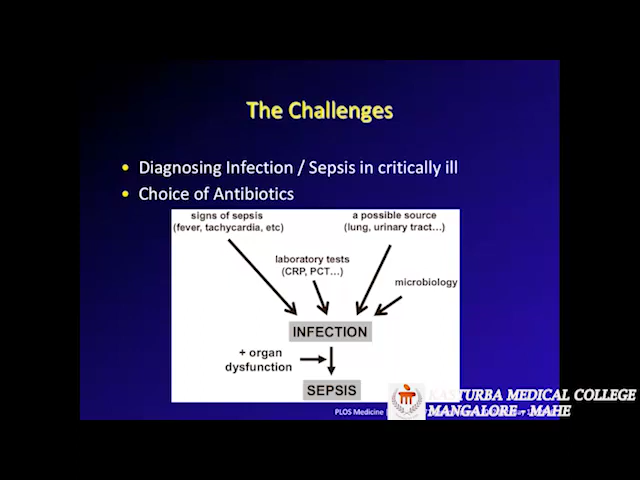 The Challenges
• Diagnosing Infection / Sepsis in critically ill
• Choice of Antibiotics
signs of sepsis
(fever, tachycardia, etc)
a possible source
(lung, urinary tract...)
laboratory tests
(CRP, PCT...)
microbiology
INFECTION
+ organ
dysfunction
SEPSIS
PLOS Medicine |
KASTURBA MEDICAL COLLEGE
MANGALORE - MAHE